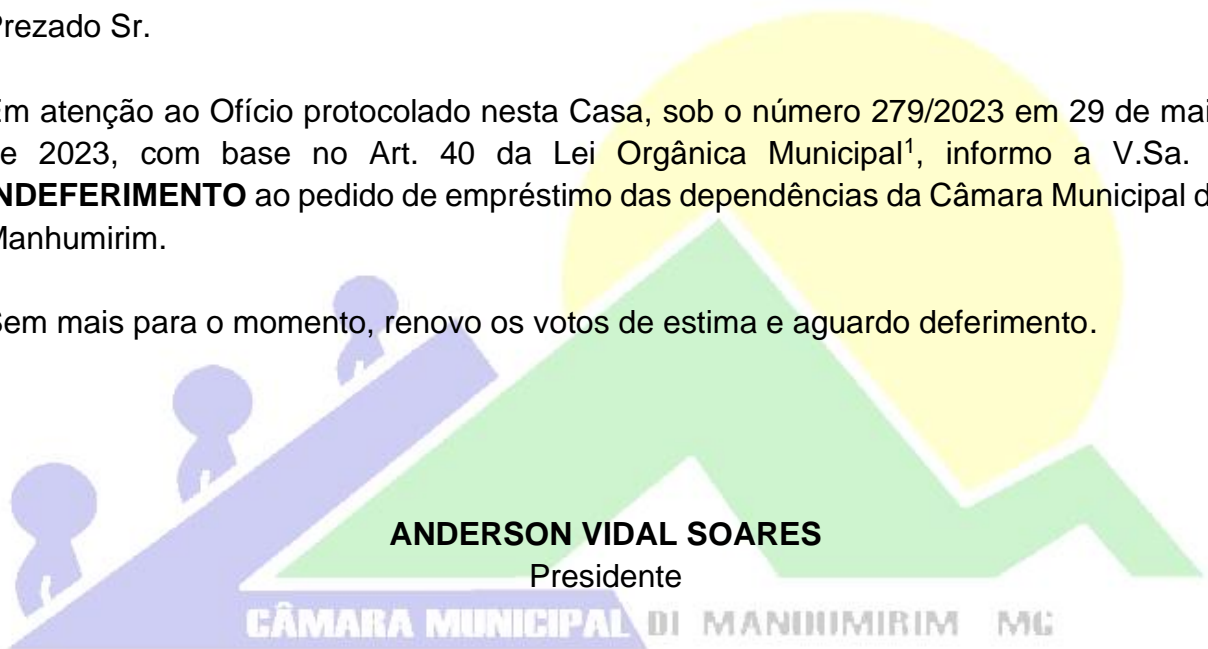 Prezado Sr.
Em atenção ao Ofício protocolado nesta Casa, sob o número 279/2023 em 29 de mai
e 2023, com base no Art. 40 da Lei Orgânica Municipal¹, informo a V.Sa.
NDEFERIMENTO ao pedido de empréstimo das dependências da Câmara Municipal d
Manhumirim.
Sem mais para o momento, renovo os votos de estima e aguardo deferimento.
ANDERSON VIDAL SOARES
Presidente
CÂMARA MUNICIPAL DI MANDUMIRIM MG